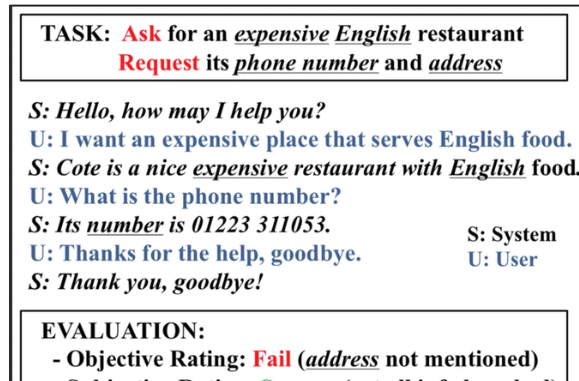 TASK: Ask for an expensive English restaurant
Request its phone number and address
S: Hello, how may I help you?
U: I want an expensive place that serves English food.
S: Cote is a nice expensive restaurant with English food.
U: What is the phone number?
S: Its number is 01223 311053.
U: Thanks for the help, goodbye.
S: Thank you, goodbye!
S: System
U: User
EVALUATION:
- Objective Rating: Fail (address not mentioned)